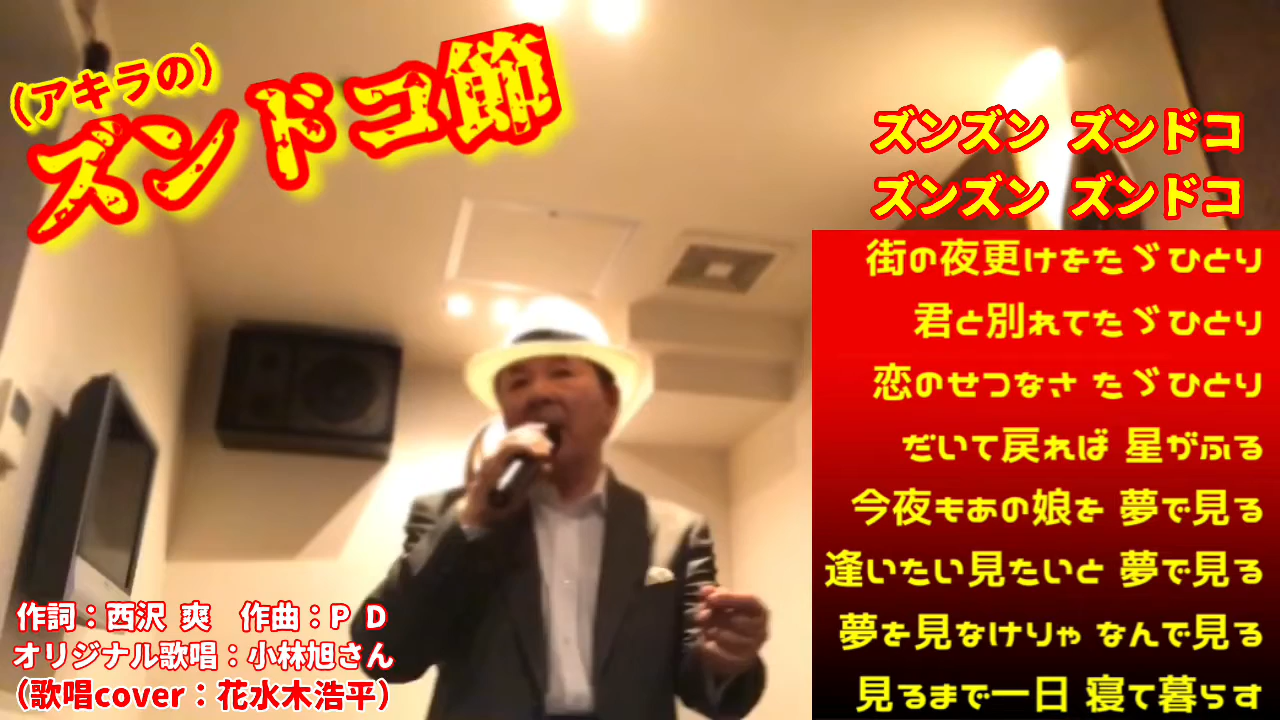 (アキラの)
ズンドコ節
ズンズン ズンドコ
ズンズン ズンドコ
街の夜更けをたゞひとり
君と別れてたゞひとり
恋のせつなさ たゞひとり
だいて戻れば 星がふる
今夜もあの娘を 夢で見る
逢いたい見たいと 夢で見る
夢を見なけりゃ なんで見る
見るまで一日 寝て暮らす
作詞：西沢 爽 作曲：P D
オリジナル歌唱：小林旭さん
(歌唱cover：花水木浩平)